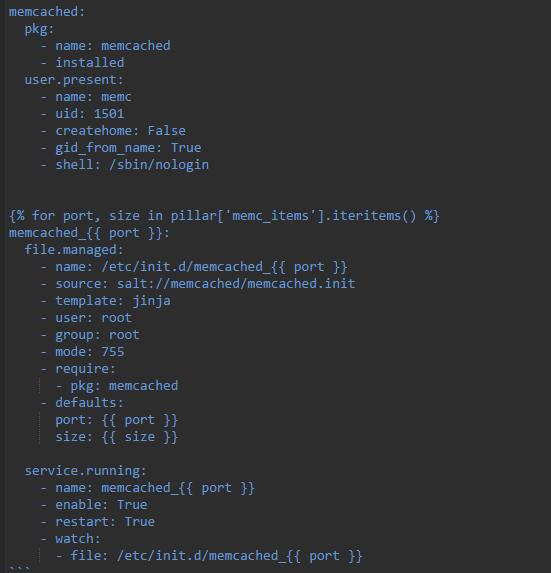 memcached:
  pkg:
    - name: memcached
    - installed
  user.present:
    - name: memc
    - uid: 1501
    - createhome: False
    - gid_from_name: True
    - shell: /sbin/nologin


{% for port, size in pillar['memc_items'].iteritems() %}
memcached_{{ port }}:
  file.managed:
    - name: /etc/init.d/memcached_{{ port }}
    - source: salt://memcached/memcached.init
    - template: jinja
    - user: root
    - group: root
    - mode: 755
    - require:
      - pkg: memcached
    - defaults:
      port: {{ port }}
      size: {{ size }}

  service.running:
    - name: memcached_{{ port }}
    - enable: True
    - restart: True
    - watch:
      - file: /etc/init.d/memcached_{{ port }}
```